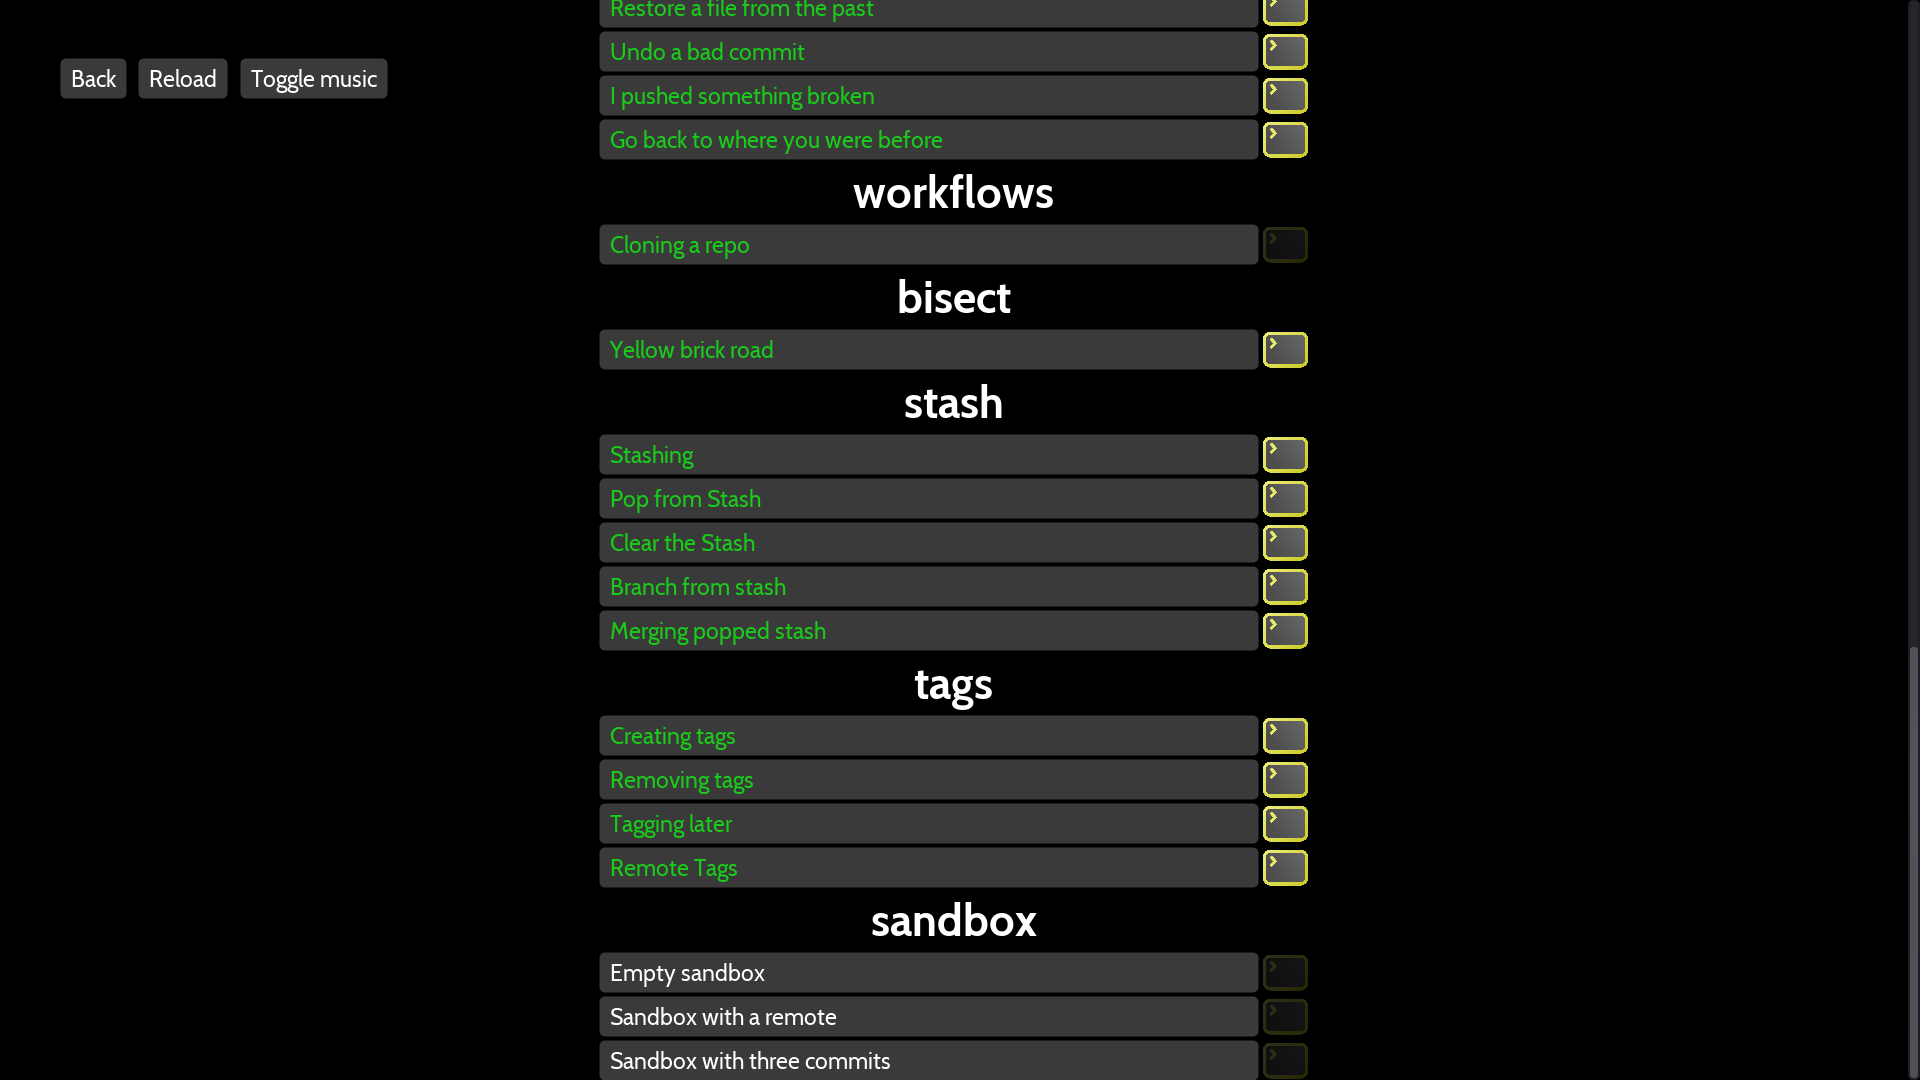 Restore a file from the past
Undo a bad commit
Back
Reload
Toggle music
I pushed something broken
Go back to where you were before
workflows
Cloning a repo
bisect
Yellow brick road
stash
Stashing
Pop from Stash
Clear the Stash
Branch from stash
Merging popped stash
tags
Creating tags
Removing tags
Tagging later
Remote Tags
sandbox
Empty sandbox
Sandbox with a remote
Sandbox with three commits